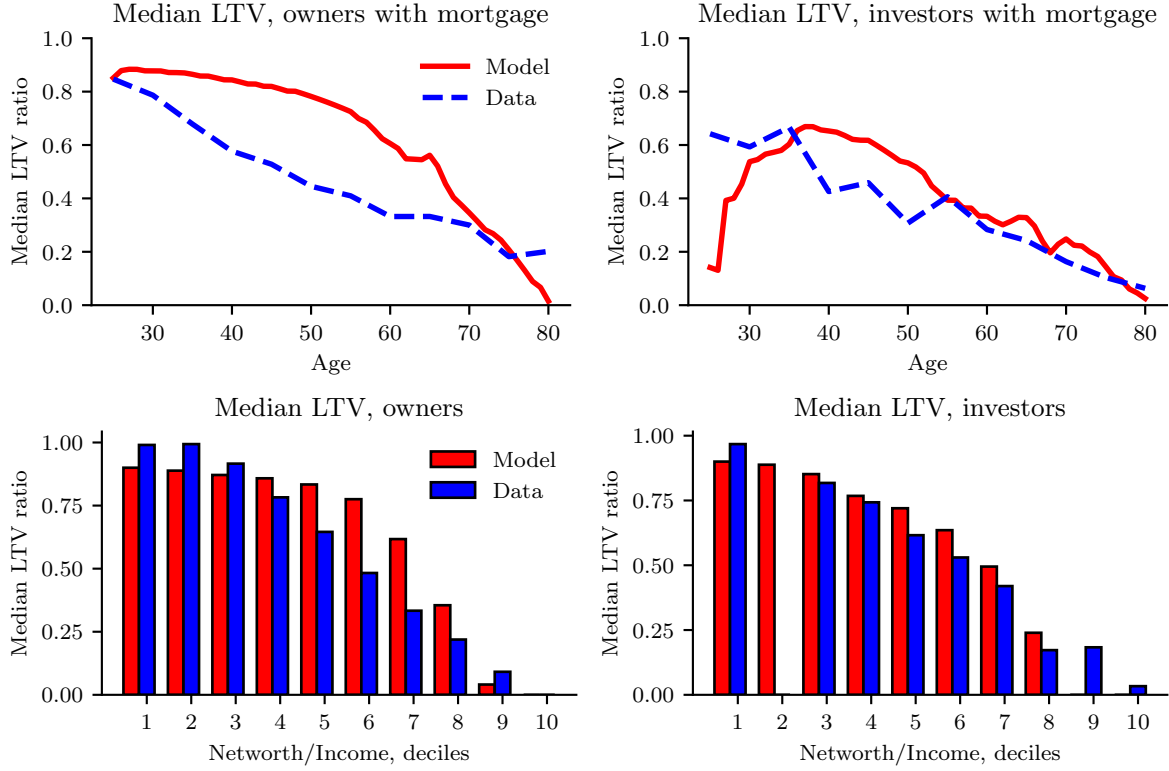 Median LTV, owners with mortgage
Median LTV ratio
1.0
0.8
0.6
0.4
0.2
0.0
Model
Data
30 40 50 60 70 80
Age
Median LTV, investors with mortgage
Median LTV ratio
1.0
0.8
0.6
0.4
0.2
0.0
30 40 50 60 70 80
Age
Median LTV, owners
Median LTV ratio
1.00
0.75
0.50
0.25
0.00
Model
Data
1 2 3 4 5 6 7 8 9 10
Networth/Income, deciles
Median LTV, investors
Median LTV ratio
1.00
0.75
0.50
0.25
0.00
1 2 3 4 5 6 7 8 9 10
Networth/Income, deciles